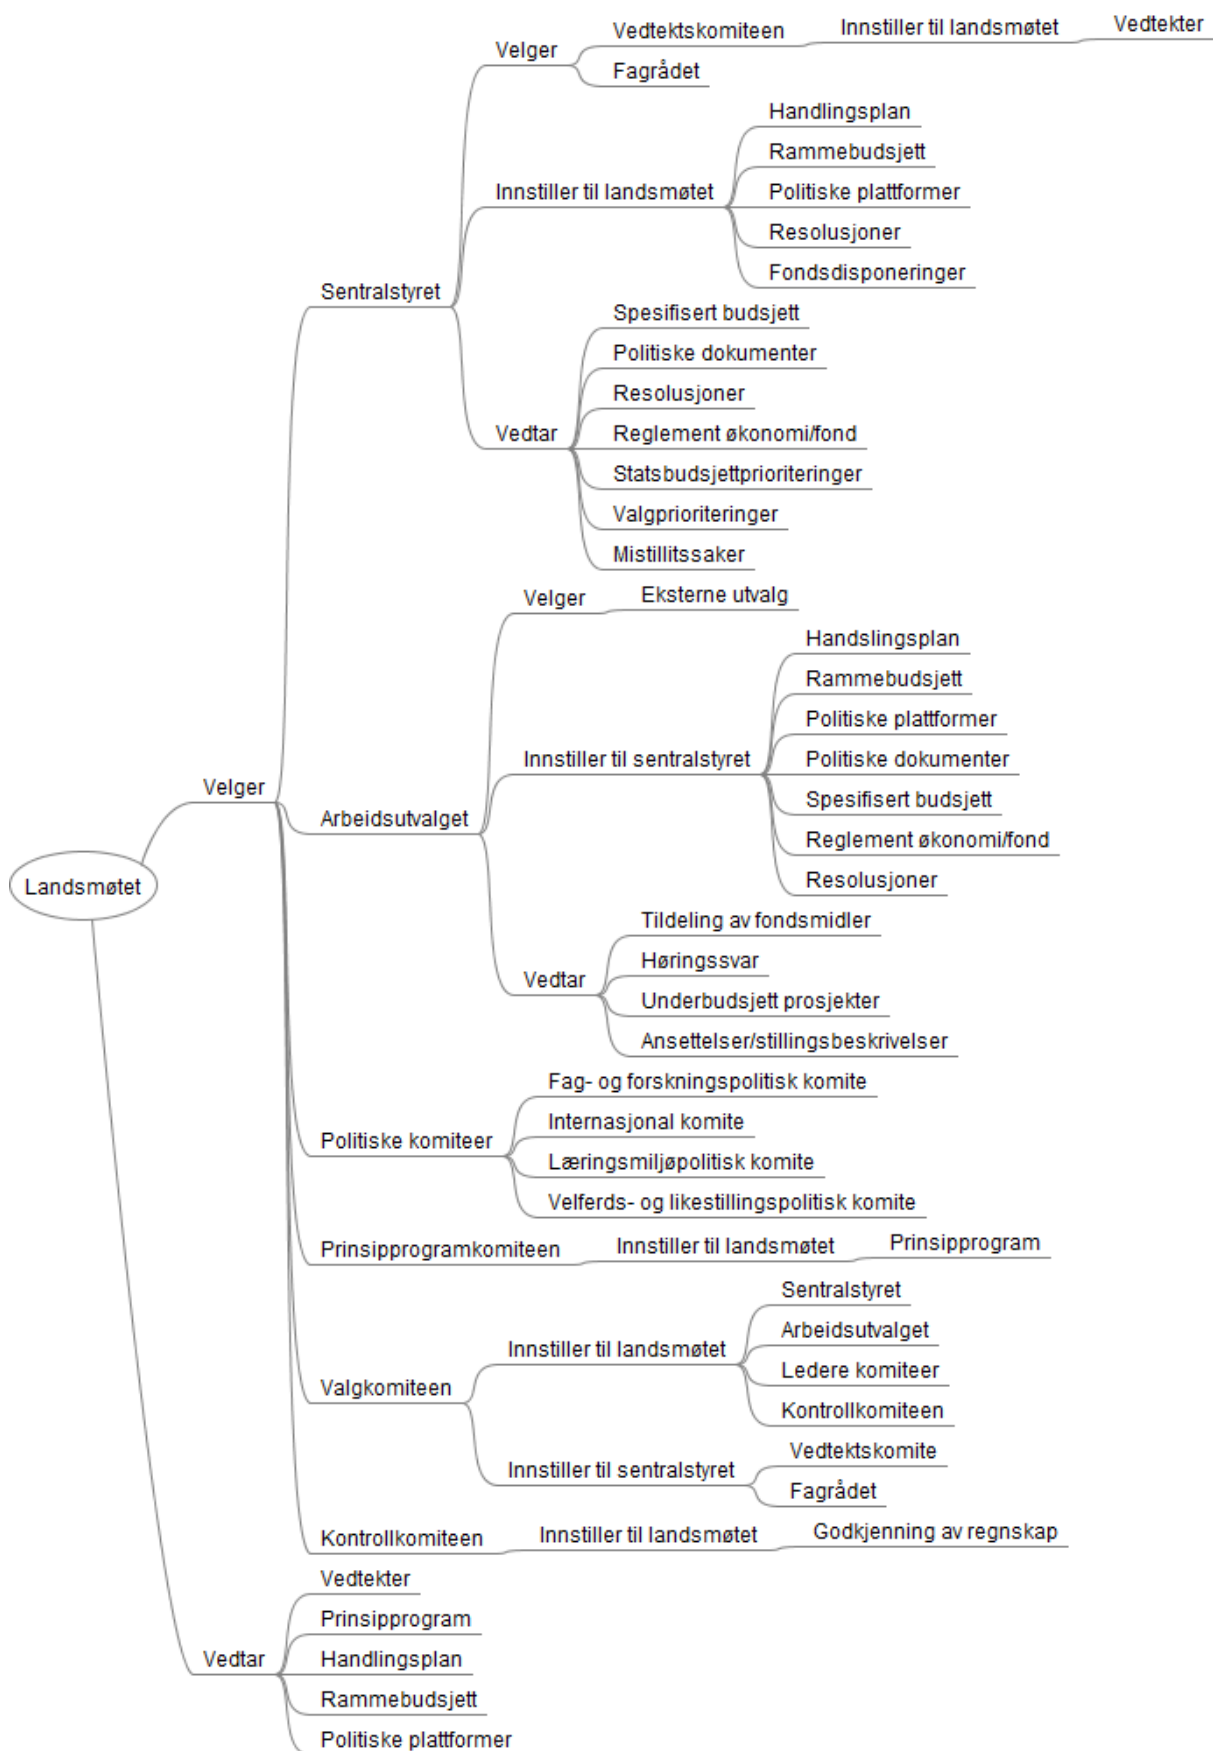 Landsmøtet
Velger
Sentralstyret
Velger
Vedtektskomiteen
Innstiller til landsmøtet
Vedtekter
Fagrådet
Innstiller til landsmøtet
Handlingsplan
Rammebudsjett
Politiske plattformer
Resolusjoner
Fondsdisponeringer
Vedtar
Spesifisert budsjett
Politiske dokumenter
Resolusjoner
Reglement økonomi/fond
Statsbudsjettprioriteringer
Valgprioriteringer
Mistillitssaker
Arbeidsutvalget
Velger
Eksterne utvalg
Innstiller til sentralstyret
Handslingsplan
Rammebudsjett
Politiske plattformer
Politiske dokumenter
Spesifisert budsjett
Reglement økonomi/fond
Resolusjoner
Vedtar
Tildeling av fondsmidler
Høringssvar
Underbudsjett prosjekter
Ansettelser/stillingsbeskrivelser
Politiske komiteer
Fag- og forskningspolitisk komite
Internasjonal komite
Læringsmiljøpolitisk komite
Velferds- og likestillingspolitisk komite
Prinsipprogramkomiteen
Innstiller til landsmøtet
Prinsipprogram
Valgkomiteen
Innstiller til landsmøtet
Sentralstyret
Arbeidsutvalget
Ledere komiteer
Kontrollkomiteen
Innstiller til sentralstyret
Vedtektskomite
Fagrådet
Kontrollkomiteen
Innstiller til landsmøtet
Godkjenning av regnskap
Vedtar
Vedtekter
Prinsipprogram
Handlingsplan
Rammebudsjett
Politiske plattformer